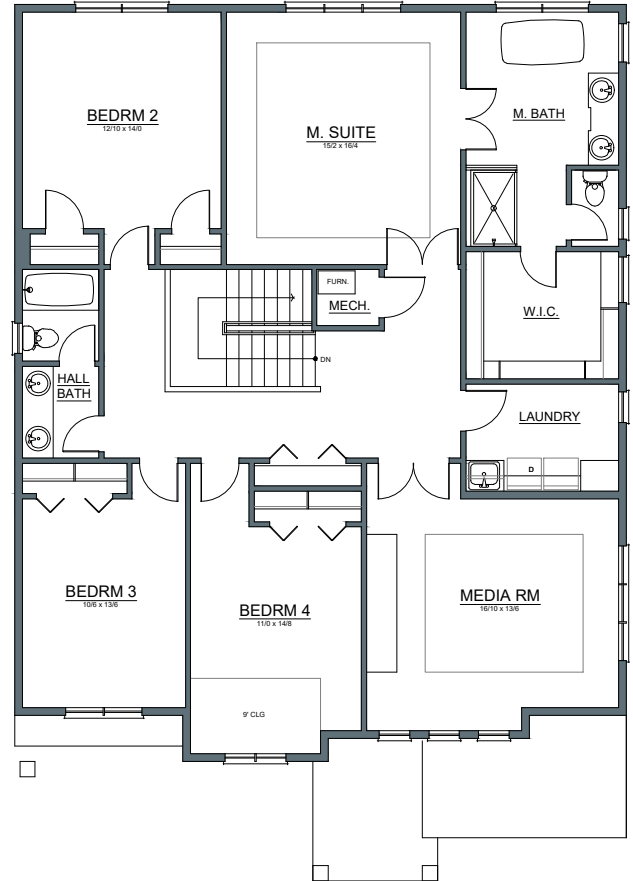 BEDRM 2
12/10 x 14/0
M. SUITE
15/2 x 16/4
M. BATH
FURN.
MECH.
W.I.C.
DN
HALL
BATH
LAUNDRY
D
BEDRM 3
10/6 x 13/6
BEDRM 4
11/0 x 14/8
MEDIA RM
16/10 x 13/6
9' CLG